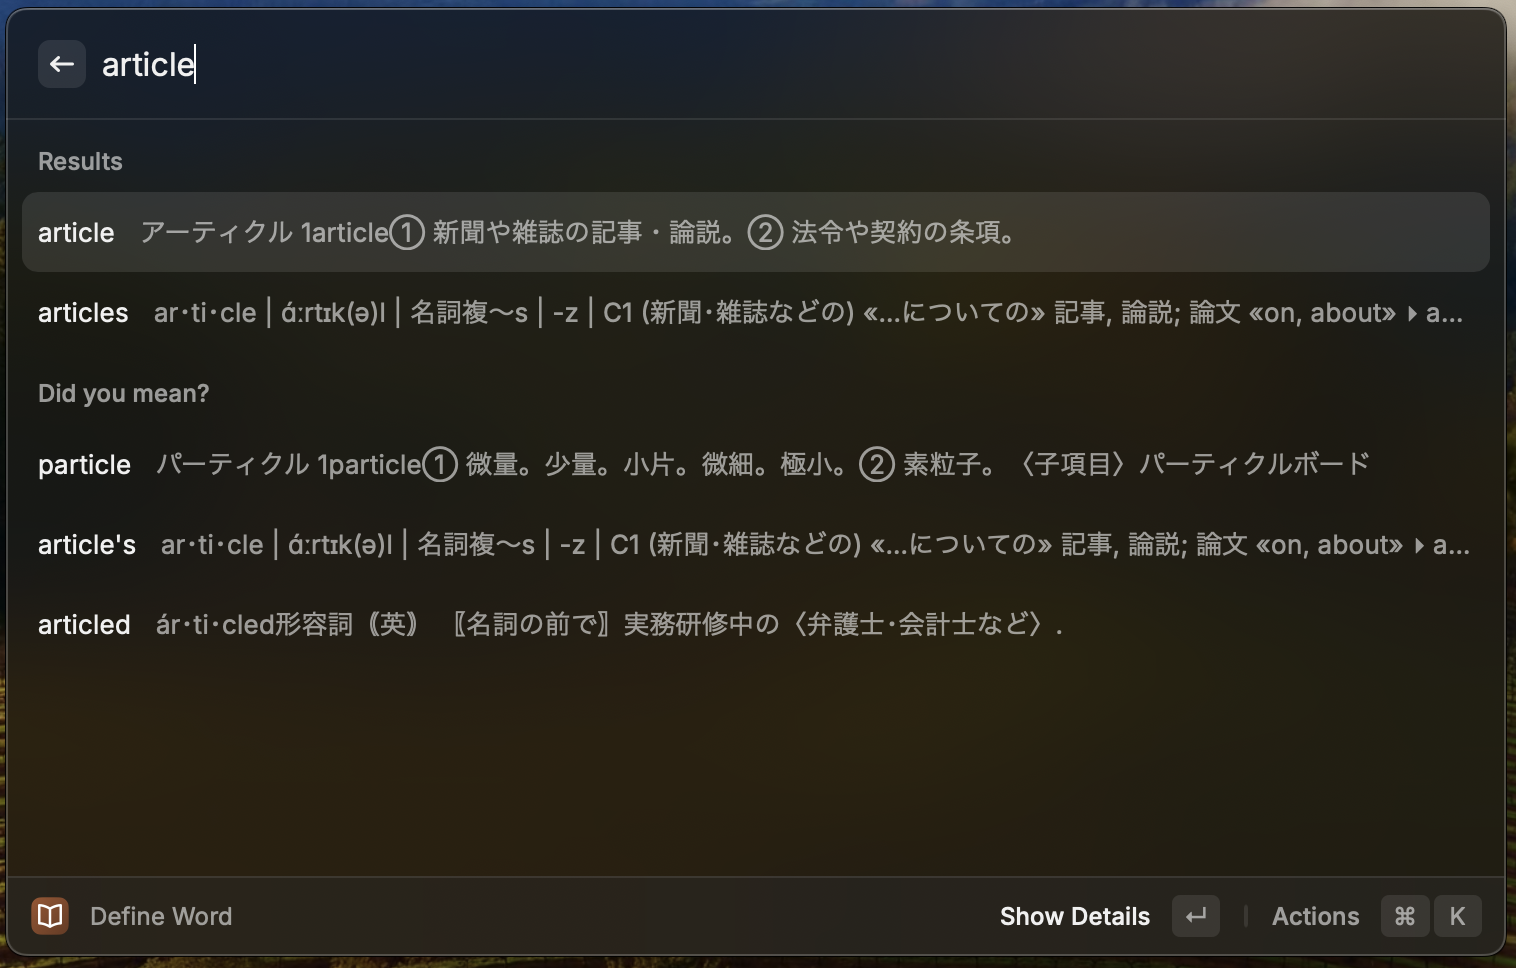 article
Results
article アーティクル 1article① 新聞や雑誌の記事・論説。② 法令や契約の条項。
articles ar·ti·cle | ɑ́ːrtɪk(ə)l | 名詞複〜s | -z | C1 (新聞·雑誌などの) «...についての» 記事, 論説; 論文 «on, about» ▸ a...
Did you mean?
particle パーティクル 1particle① 微量。少量。小片。微細。極小。② 素粒子。〈子項目〉パーティクルボード
article's ar·ti·cle | ɑ́ːrtɪk(ə)l | 名詞複〜s | -z | C1 (新聞·雑誌などの) «...についての» 記事, 論説; 論文 «on, about» ▸ a...
articled ár·ti·cled形容詞⦅英⦆ 〖名詞の前で〗実務研修中の〈弁護士·会計士など〉.
Define Word Show Details ↵ | Actions ⌘ K